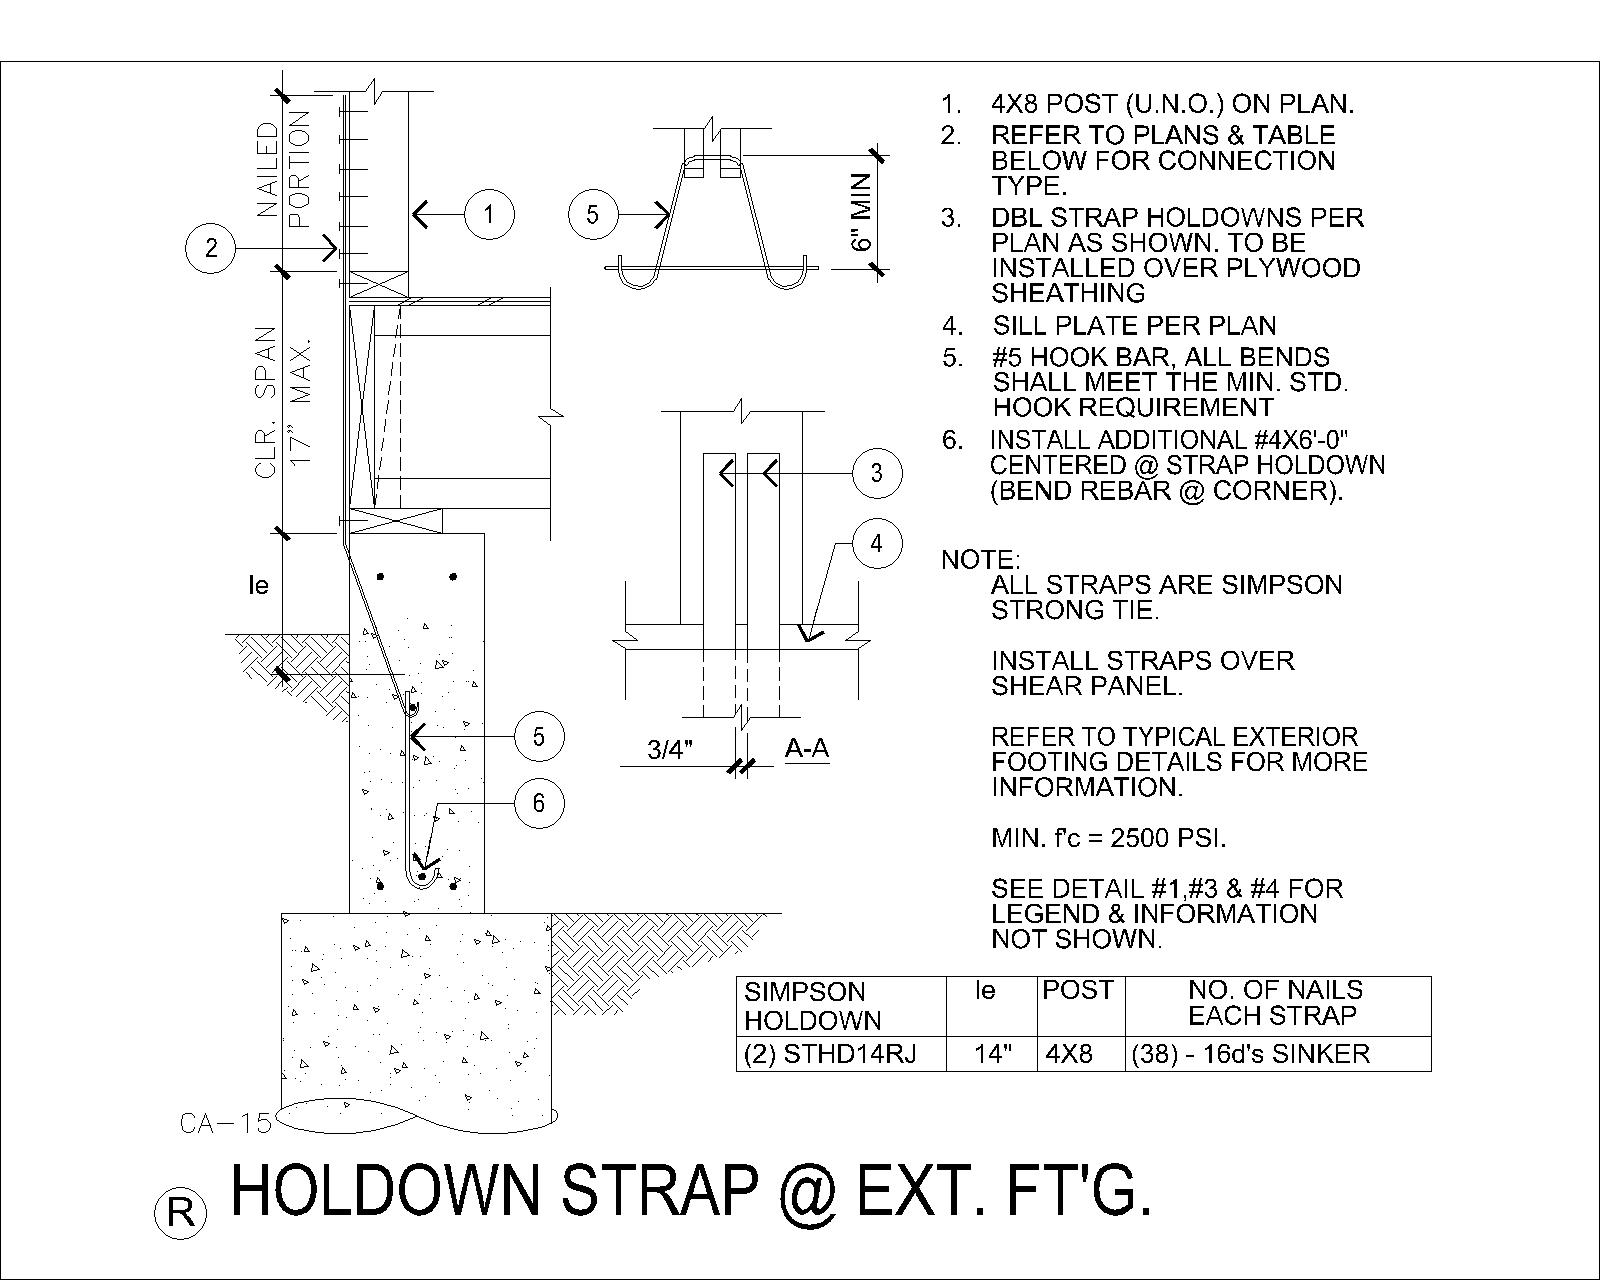 NAILED
PORTION
2
1
CLR. SPAN
17" MAX.
le
5
6
CA-15
5
6" MIN
3
4
3/4"
A-A
1. 4X8 POST (U.N.O.) ON PLAN.
2. REFER TO PLANS & TABLE
BELOW FOR CONNECTION
TYPE.
3. DBL STRAP HOLDOWNS PER
PLAN AS SHOWN. TO BE
INSTALLED OVER PLYWOOD
SHEATHING
4. SILL PLATE PER PLAN
5. #5 HOOK BAR, ALL BENDS
SHALL MEET THE MIN. STD.
HOOK REQUIREMENT
6. INSTALL ADDITIONAL #4X6'-0"
CENTERED @ STRAP HOLDOWN
(BEND REBAR @ CORNER).
NOTE:
ALL STRAPS ARE SIMPSON
STRONG TIE.
INSTALL STRAPS OVER
SHEAR PANEL.
REFER TO TYPICAL EXTERIOR
FOOTING DETAILS FOR MORE
INFORMATION.
MIN. f'c = 2500 PSI.
SEE DETAIL #1,#3 & #4 FOR
LEGEND & INFORMATION
NOT SHOWN.
SIMPSON
HOLDOWN
le
POST
NO. OF NAILS
EACH STRAP
(2) STHD14RJ
14"
4X8
(38) - 16d's SINKER
R HOLDOWN STRAP @ EXT. FT'G.